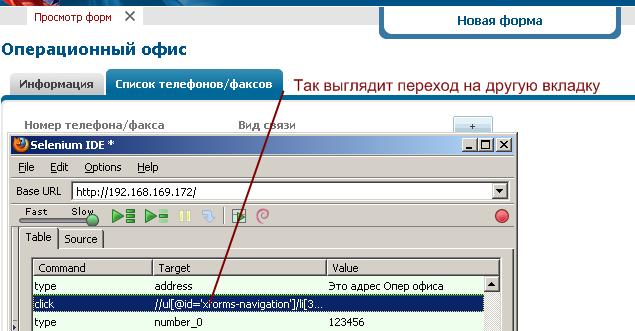 Просмотр форм
Новая форма
Операционный офис
Информация
Список телефонов/факсов
Так выглядит переход на другую вкладку
Номер телефона/факса
Вид связи
+
Selenium IDE *
File Edit Options Help
Base URL http://192.168.169.172/
Fast Slow
Table Source
Command Target Value
type address Это адрес Опер офиса
click //ul[@id='xforms-navigation']/li[3...
type number_0 123456